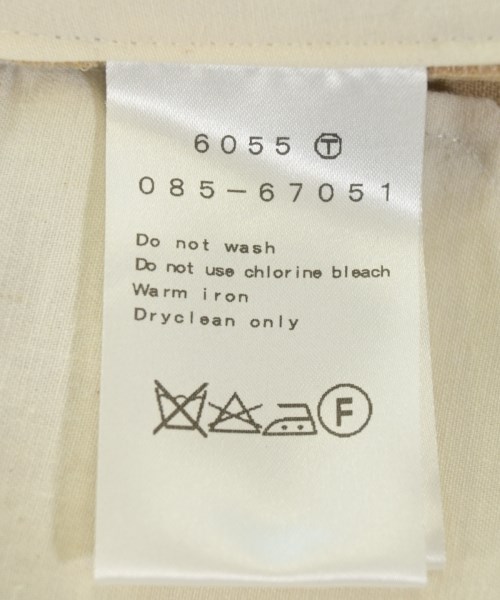 6055 Ⓣ
085-67051
Do not wash
Do not use chlorine bleach
Warm iron
Dryclean only
F